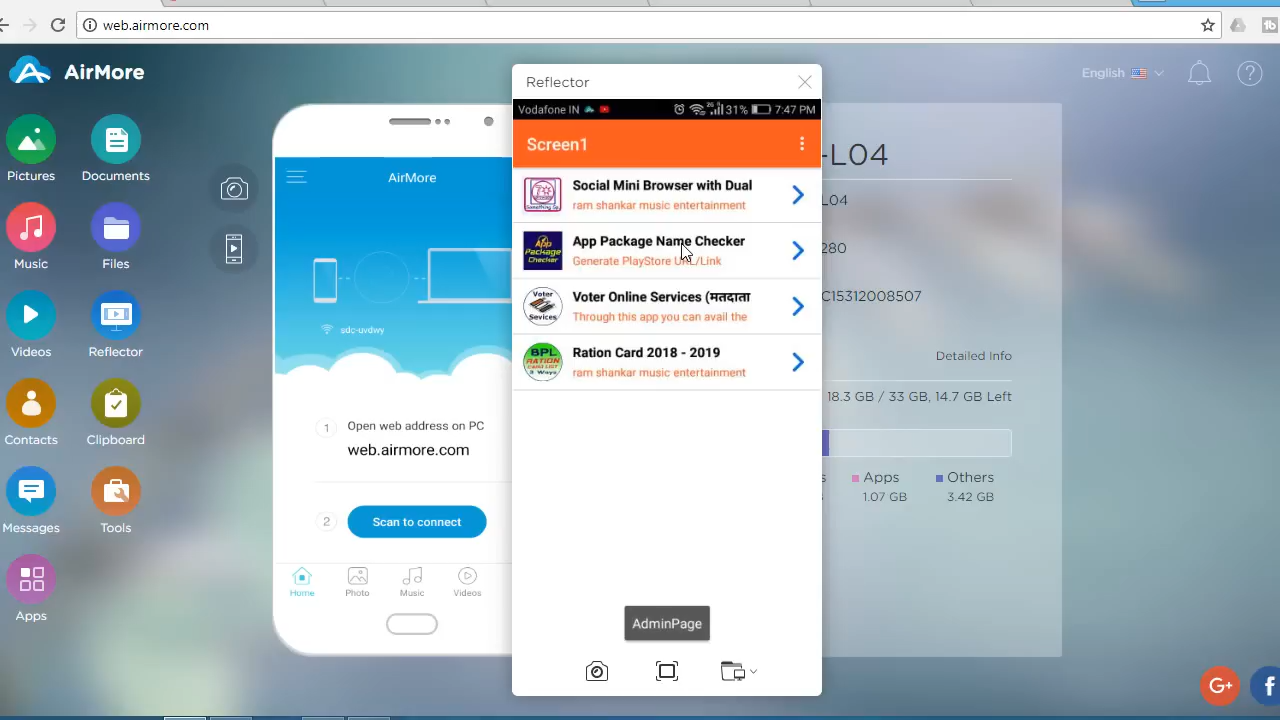 web.airmore.com
AirMore
English
Pictures
Documents
Music
Files
Videos
Reflector
Contacts
Clipboard
Messages
Tools
Apps
AirMore
sdc-uvdwy
1
Open web address on PC
web.airmore.com
2
Scan to connect
Home
Photo
Music
Videos
Reflector
Vodafone IN
2G
31%
7:47 PM
Screen1
Social Mini Browser with Dual
ram shankar music entertainment
App Package Name Checker
Generate PlayStore URL/Link
Voter Online Services (मतदाता
Through this app you can avail the
Ration Card 2018 - 2019
ram shankar music entertainment
AdminPage
-L04
L04
280
C15312008507
Detailed Info
18.3 GB / 33 GB, 14.7 GB Left
s
Apps
Others
1.07 GB
3.42 GB
G+
f